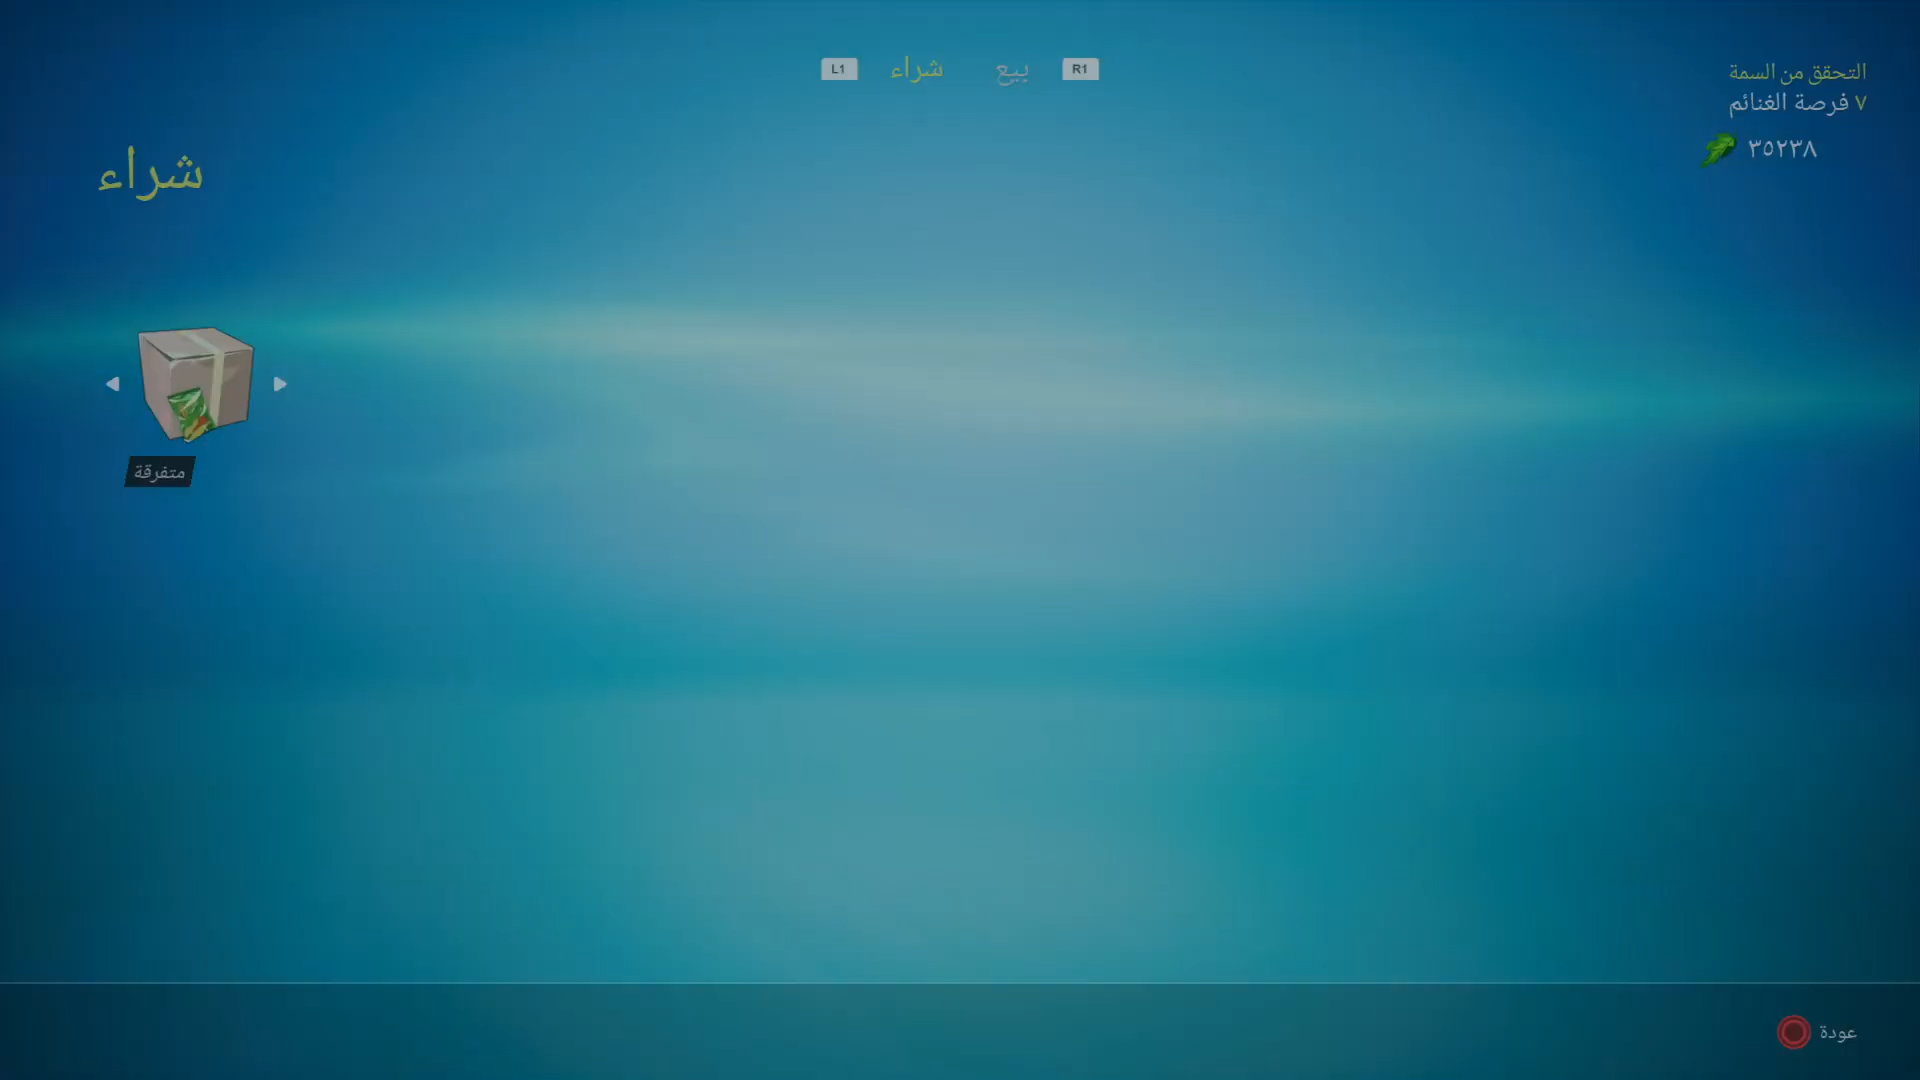 L1 شراء بيع R1
التحقق من السمة
٧ فرصة الغنائم
٣٥٢٣٨
شراء
متفرقة
عودة